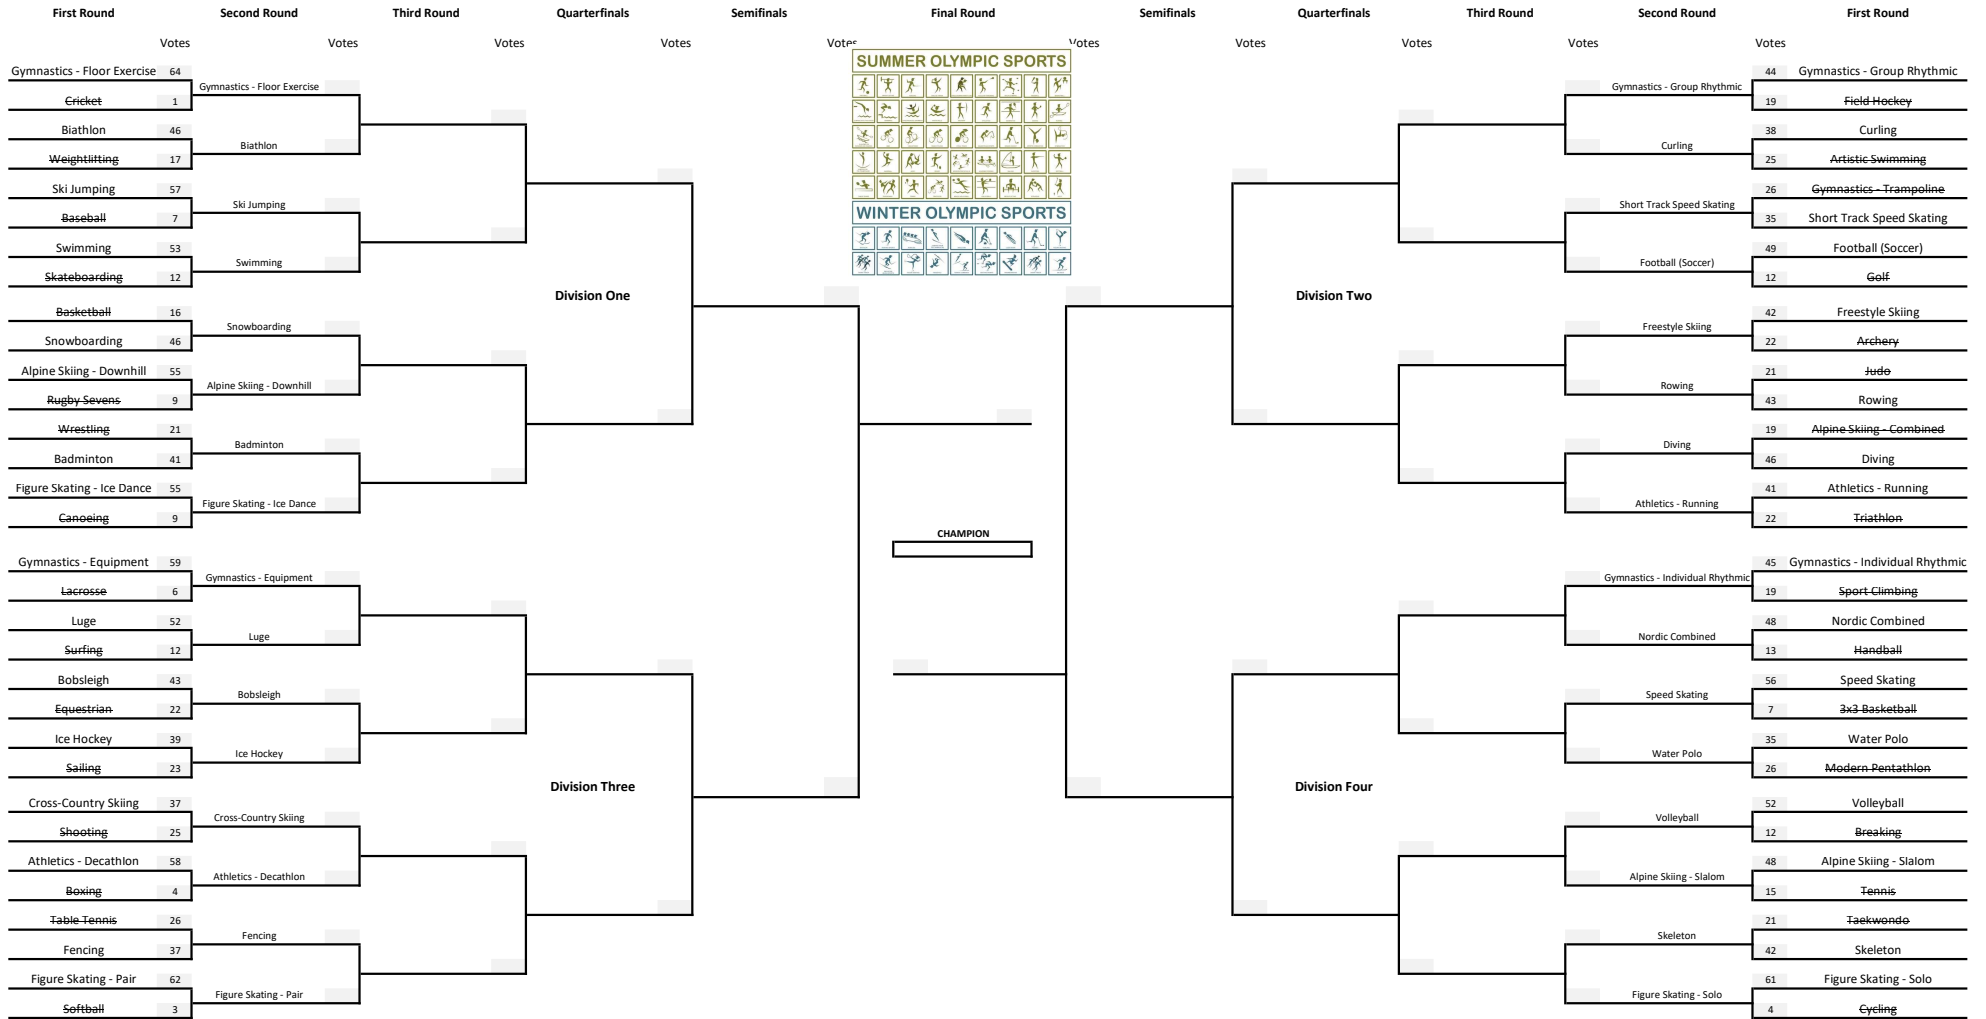 First Round Second Round Third Round Quarterfinals Semifinals Final Round Semifinals Quarterfinals Third Round Second Round First Round
Votes Votes Votes Votes Votes Votes Votes Votes Votes Votes
SUMMER OLYMPIC SPORTS
WINTER OLYMPIC SPORTS
Gymnastics - Floor Exercise 64
Gymnastics - Floor Exercise
Cricket 1
Biathlon 46
Biathlon
Weightlifting 17
Ski Jumping 57
Ski Jumping
Baseball 7
Swimming 53
Swimming
Skateboarding 12
Division One
Basketball 16
Snowboarding
Snowboarding 46
Alpine Skiing - Downhill 55
Alpine Skiing - Downhill
Rugby Sevens 9
Wrestling 21
Badminton
Badminton 41
Figure Skating - Ice Dance 55
Figure Skating - Ice Dance
Canoeing 9
Gymnastics - Equipment 59
Gymnastics - Equipment
Lacrosse 6
Luge 52
Luge
Surfing 12
Bobsleigh 43
Bobsleigh
Equestrian 22
Ice Hockey 39
Ice Hockey
Sailing 23
Division Three
Cross-Country Skiing 37
Cross-Country Skiing
Shooting 25
Athletics - Decathlon 58
Athletics - Decathlon
Boxing 4
Table Tennis 26
Fencing
Fencing 37
Figure Skating - Pair 62
Figure Skating - Pair
Softball 3
CHAMPION
44 Gymnastics - Group Rhythmic
Gymnastics - Group Rhythmic
19 Field Hockey
38 Curling
Curling
25 Artistic Swimming
26 Gymnastics - Trampoline
Short Track Speed Skating
35 Short Track Speed Skating
49 Football (Soccer)
Football (Soccer)
12 Golf
Division Two
42 Freestyle Skiing
Freestyle Skiing
22 Archery
21 Judo
Rowing
43 Rowing
19 Alpine Skiing - Combined
Diving
46 Diving
41 Athletics - Running
Athletics - Running
22 Triathlon
45 Gymnastics - Individual Rhythmic
Gymnastics - Individual Rhythmic
19 Sport Climbing
48 Nordic Combined
Nordic Combined
13 Handball
56 Speed Skating
Speed Skating
7 3x3 Basketball
35 Water Polo
Water Polo
26 Modern Pentathlon
Division Four
52 Volleyball
Volleyball
12 Breaking
48 Alpine Skiing - Slalom
Alpine Skiing - Slalom
15 Tennis
21 Taekwondo
Skeleton
42 Skeleton
61 Figure Skating - Solo
Figure Skating - Solo
4 Cycling